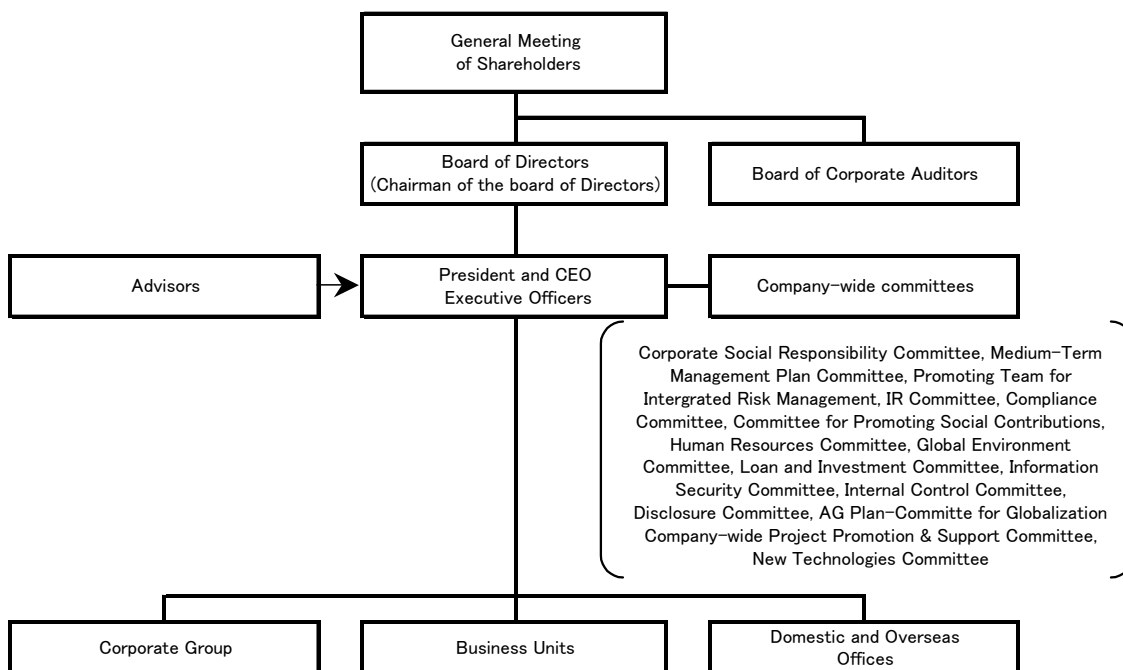 General Meeting
of Shareholders
Board of Directors
(Chairman of the board of Directors)
Board of Corporate Auditors
Advisors
President and CEO
Executive Officers
Company-wide committees
Corporate Social Responsibility Committee, Medium-Term
Management Plan Committee, Promoting Team for
Intergrated Risk Management, IR Committee, Compliance
Committee, Committee for Promoting Social Contributions,
Human Resources Committee, Global Environment
Committee, Loan and Investment Committee, Information
Security Committee, Internal Control Committee,
Disclosure Committee, AG Plan-Committe for Globalization
Company-wide Project Promotion & Support Committee,
New Technologies Committee
Corporate Group
Business Units
Domestic and Overseas
Offices